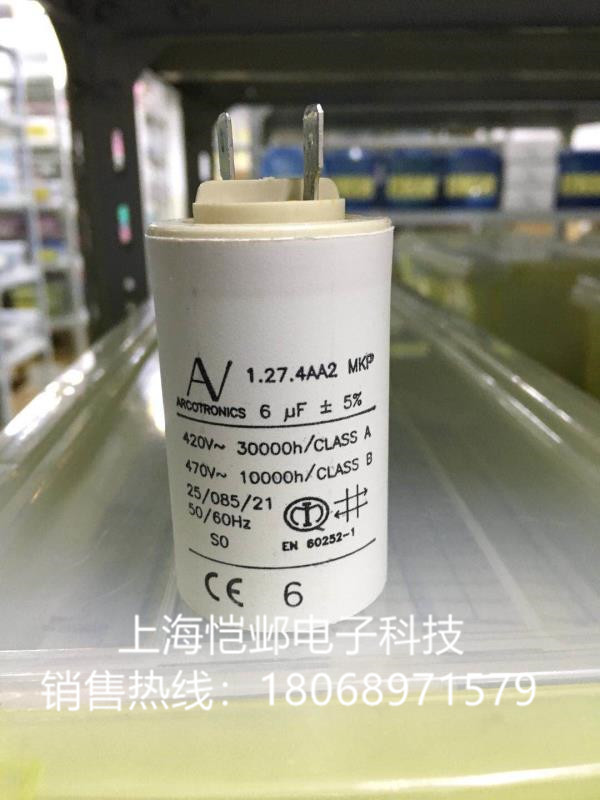 1.27.4AA2 MKP
ARCOTRONICS 6 µF ± 5%
420V~ 30000h/CLASS A
470V~ 10000h/CLASS B
25/085/21
50/60Hz
S0
EN 60252-1
CE 6
上海恺邺电子科技
销售热线：18068971579